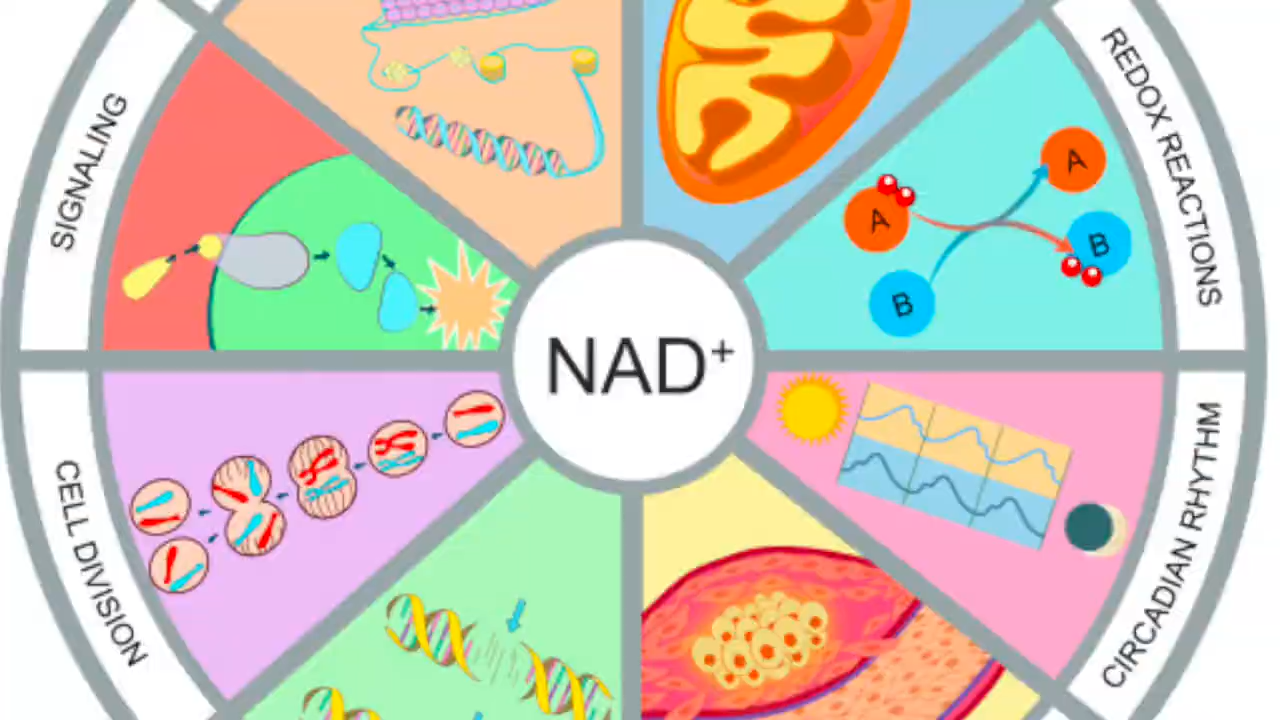 SIGNALING
REDOX REACTIONS
A
A
B
B
NAD⁺
CELL DIVISION
CIRCADIAN RHYTHM